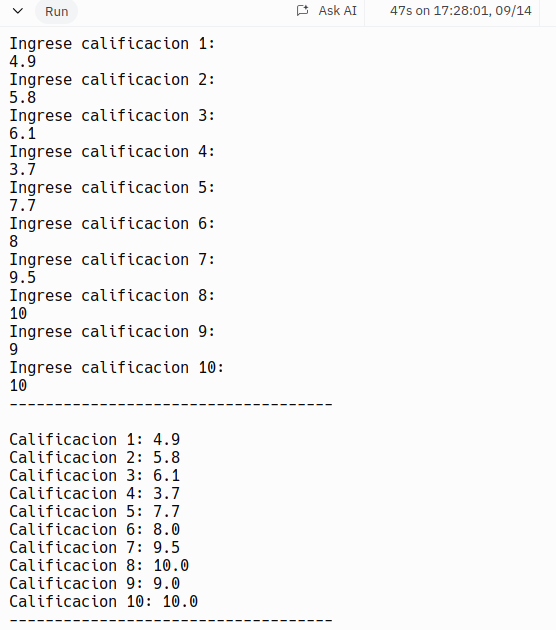 Run Ask AI 47s on 17:28:01, 09/14
Ingrese calificacion 1:
4.9
Ingrese calificacion 2:
5.8
Ingrese calificacion 3:
6.1
Ingrese calificacion 4:
3.7
Ingrese calificacion 5:
7.7
Ingrese calificacion 6:
8
Ingrese calificacion 7:
9.5
Ingrese calificacion 8:
10
Ingrese calificacion 9:
9
Ingrese calificacion 10:
10
------------------------------------
Calificacion 1: 4.9
Calificacion 2: 5.8
Calificacion 3: 6.1
Calificacion 4: 3.7
Calificacion 5: 7.7
Calificacion 6: 8.0
Calificacion 7: 9.5
Calificacion 8: 10.0
Calificacion 9: 9.0
Calificacion 10: 10.0
------------------------------------